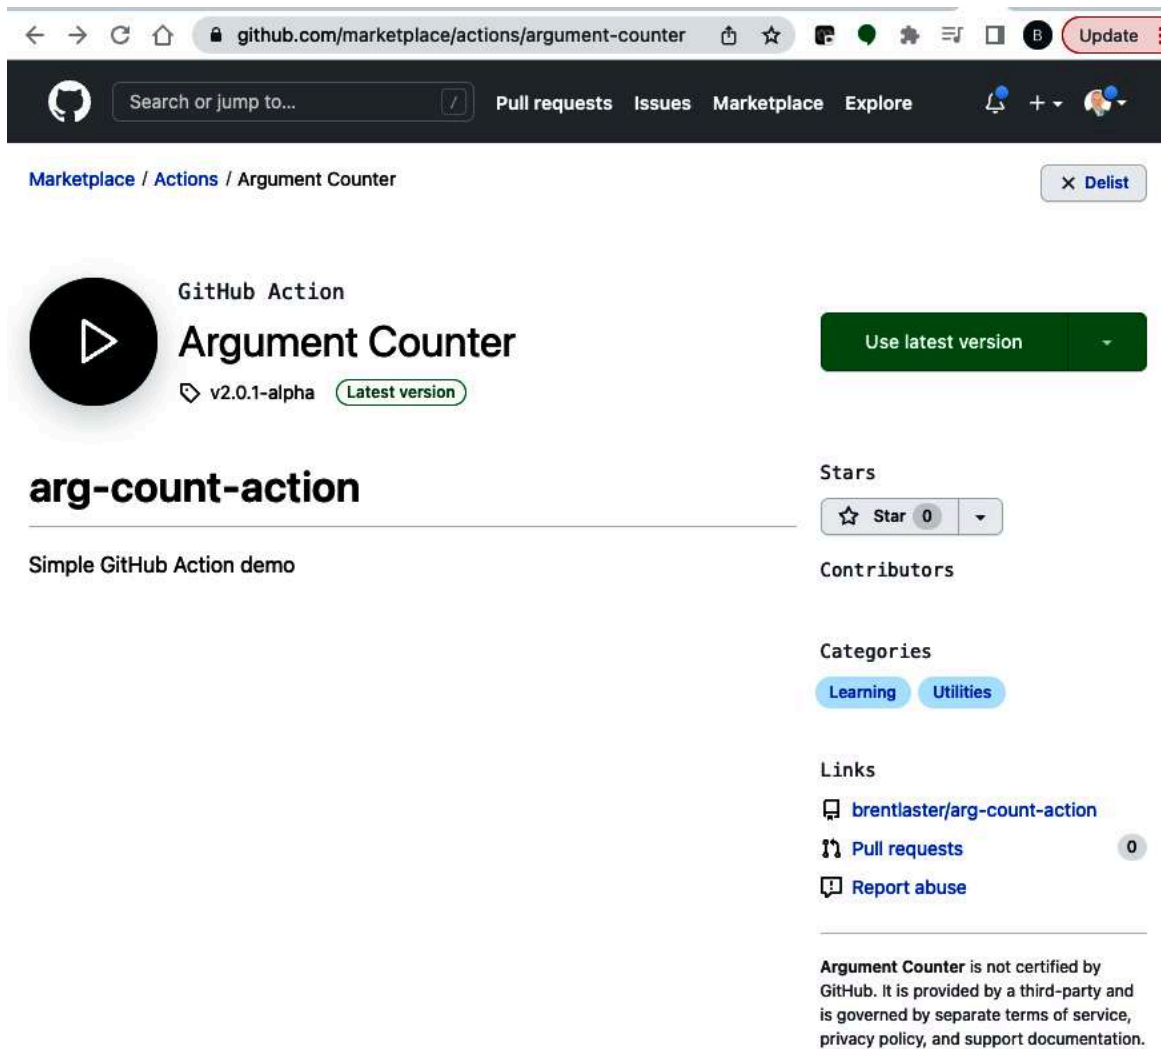 github.com/marketplace/actions/argument-counter
B
Update
Search or jump to...
/
Pull requests Issues Marketplace Explore
Marketplace / Actions / Argument Counter
Delist
GitHub Action
Argument Counter
v2.0.1-alpha Latest version
Use latest version
arg-count-action
Simple GitHub Action demo
Stars
Star 0
Contributors
Categories
Learning Utilities
Links
brentlaster/arg-count-action
Pull requests 0
Report abuse
Argument Counter is not certified by
GitHub. It is provided by a third-party and
is governed by separate terms of service,
privacy policy, and support documentation.